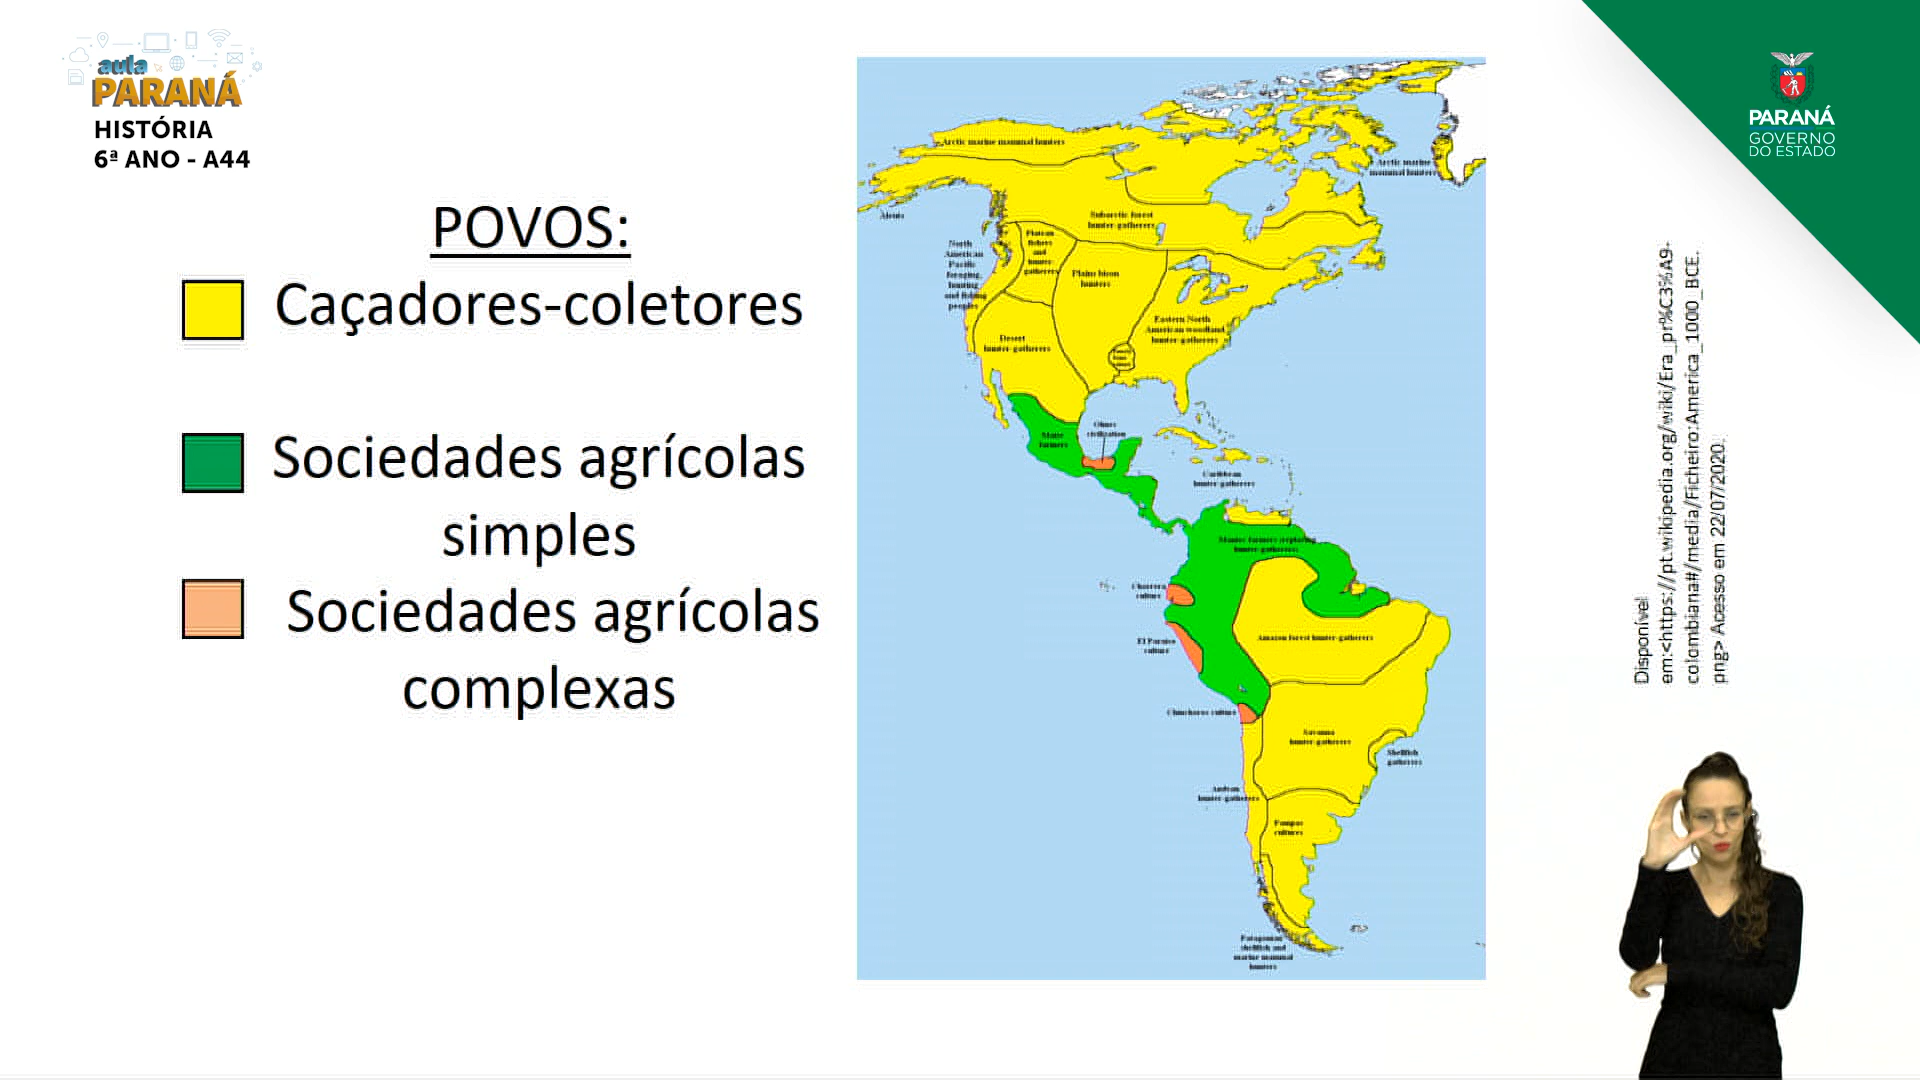 aula
PARANÁ
HISTÓRIA
6ª ANO - A44
PARANÁ
GOVERNO
DO ESTADO
POVOS:
Caçadores-coletores
Sociedades agrícolas
simples
Sociedades agrícolas
complexas
Arctic marine mammal hunters
Arctic marine
mammal hunters
Aleuts
Subarctic forest
hunter-gatherers
North
American
Pacific
foraging,
hunting
and fishing
peoples
Plateau
fishers
and
hunter-
gatherers
Plains bison
hunters
Eastern North
American woodland
hunter-gatherers
Desert
hunter-gatherers
Maize
farmers
Olmec
civilization
Caribbean
hunter-gatherers
hunter-gatherers
Chorrera
culture
El Paraiso
culture
Amazon forest hunter-gatherers
Chinchorro culture
Savanna
hunter-gatherers
Shellfish
gatherers
Andean
hunter-gatherers
Pampas
cultures
Patagonian
shellfish and
marine mammal
hunters
Disponível
em:<https://pt.wikipedia.org/wiki/Era_pr%C3%A9-
colombiana#/media/Ficheiro:America_1000_BCE.
png> Acesso em 22/07/2020.